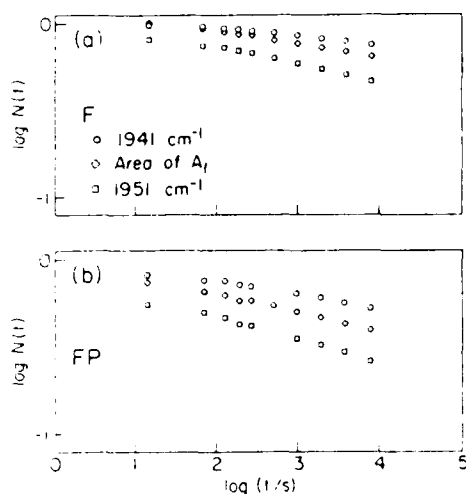 0
(a)
log N(t)
F
○ 1941 cm⁻¹
◇ Area of A₁
□ 1951 cm⁻¹
-1
0
(b)
log N(t)
FP
-1
0 1 2 3 4 5
log (t/s)